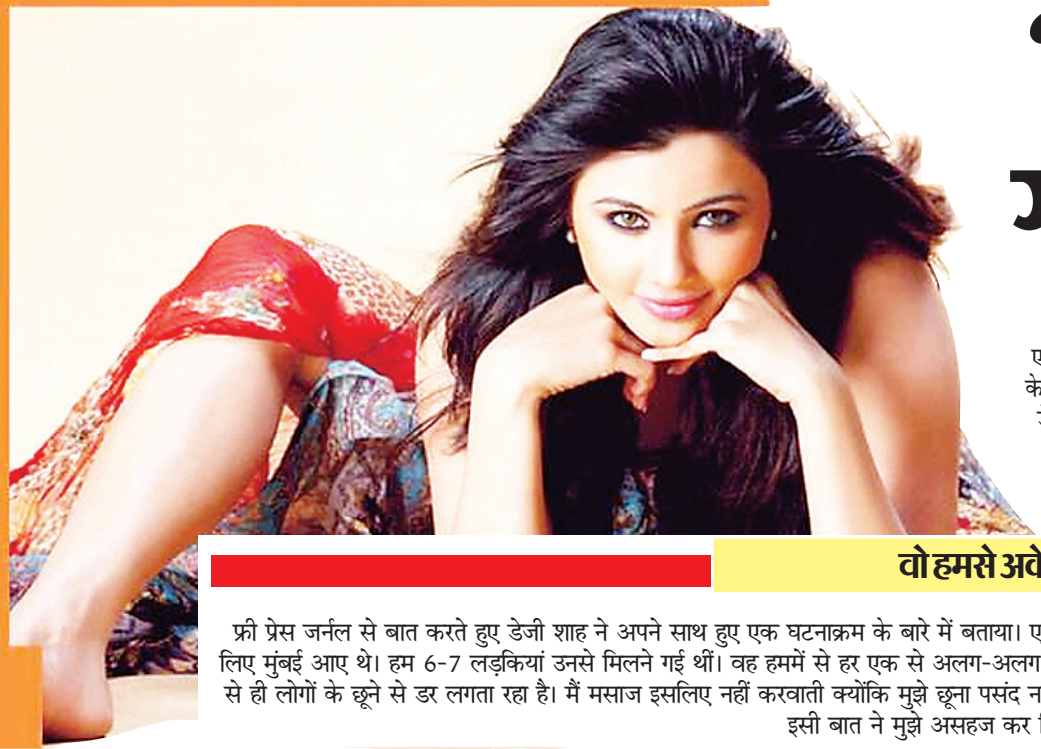 के
वो हमसे
फ्री प्रेस जर्नल से बात करते हुए डेजी शाह ने अपने साथ हुए एक घटनाक्रम के बारे में बताया।
लिए मुंबई आए थे। हम 6-7 लड़कियां उनसे मिलने गई थीं। वह हममें से हर एक से अलग-अलग
से ही लोगों के छूने से डर लगता रहा है। मैं मसाज इसलिए नहीं करवाती क्योंकि मुझे छूना पसंद
इसी बात ने मुझे असहज कर